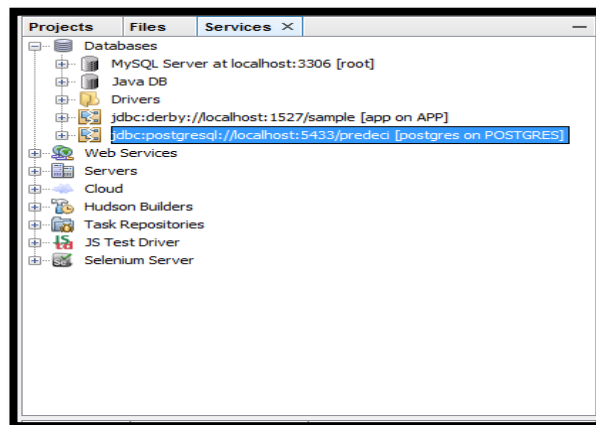 Projects Files Services ×
Databases
MySQL Server at localhost:3306 [root]
Java DB
Drivers
jdbc:derby://localhost:1527/sample [app on APP]
jdbc:postgresql://localhost:5433/predeci [postgres on POSTGRES]
Web Services
Servers
Cloud
Hudson Builders
Task Repositories
JS Test Driver
Selenium Server